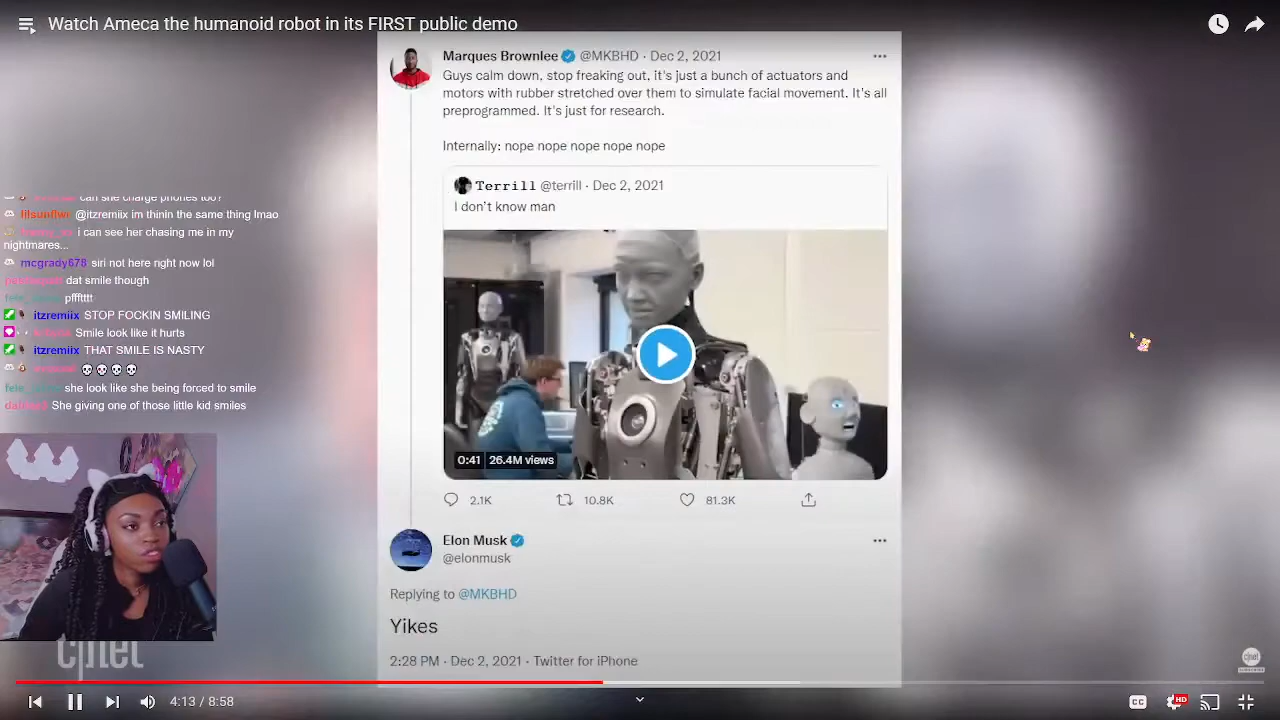 Watch Ameca the humanoid robot in its FIRST public demo
Marques Brownlee @MKBHD · Dec 2, 2021
Guys calm down, stop freaking out, it's just a bunch of actuators and
motors with rubber stretched over them to simulate facial movement. It's all
preprogrammed. It's just for research.
Internally: nope nope nope nope nope
Terrill @terrill · Dec 2, 2021
I don't know man
0:41 26.4M views
2.1K 10.8K 81.3K
Elon Musk
@elonmusk
Replying to @MKBHD
Yikes
2:28 PM · Dec 2, 2021 · Twitter for iPhone
can she charge phones too?
lilsunflwr @itzremiix im thinin the same thing lmao
i can see her chasing me in my
nightmares...
mcgrady678 siri not here right now lol
dat smile though
pffftttt
itzremiix STOP FOCKIN SMILING
Smile look like it hurts
itzremiix THAT SMILE IS NASTY
she look like she being forced to smile
She giving one of those little kid smiles
c|net
4:13 / 8:58
CC
HD
c|net